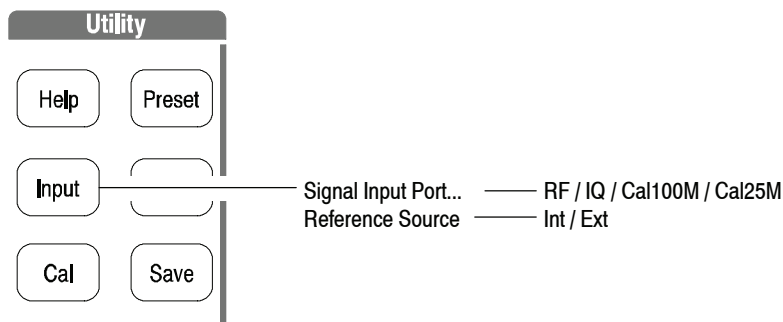 Utility
Help Preset
Input
Signal Input Port... RF / IQ / Cal100M / Cal25M
Reference Source Int / Ext
Cal Save